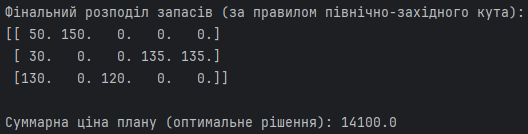 Фінальний розподіл запасів (за правилом північно-західного кута):
[[ 50. 150.   0.   0.   0.]
 [ 30.   0.   0. 135. 135.]
 [130.   0. 120.   0.   0.]]
Суммарна ціна плану (оптимальне рішення): 14100.0